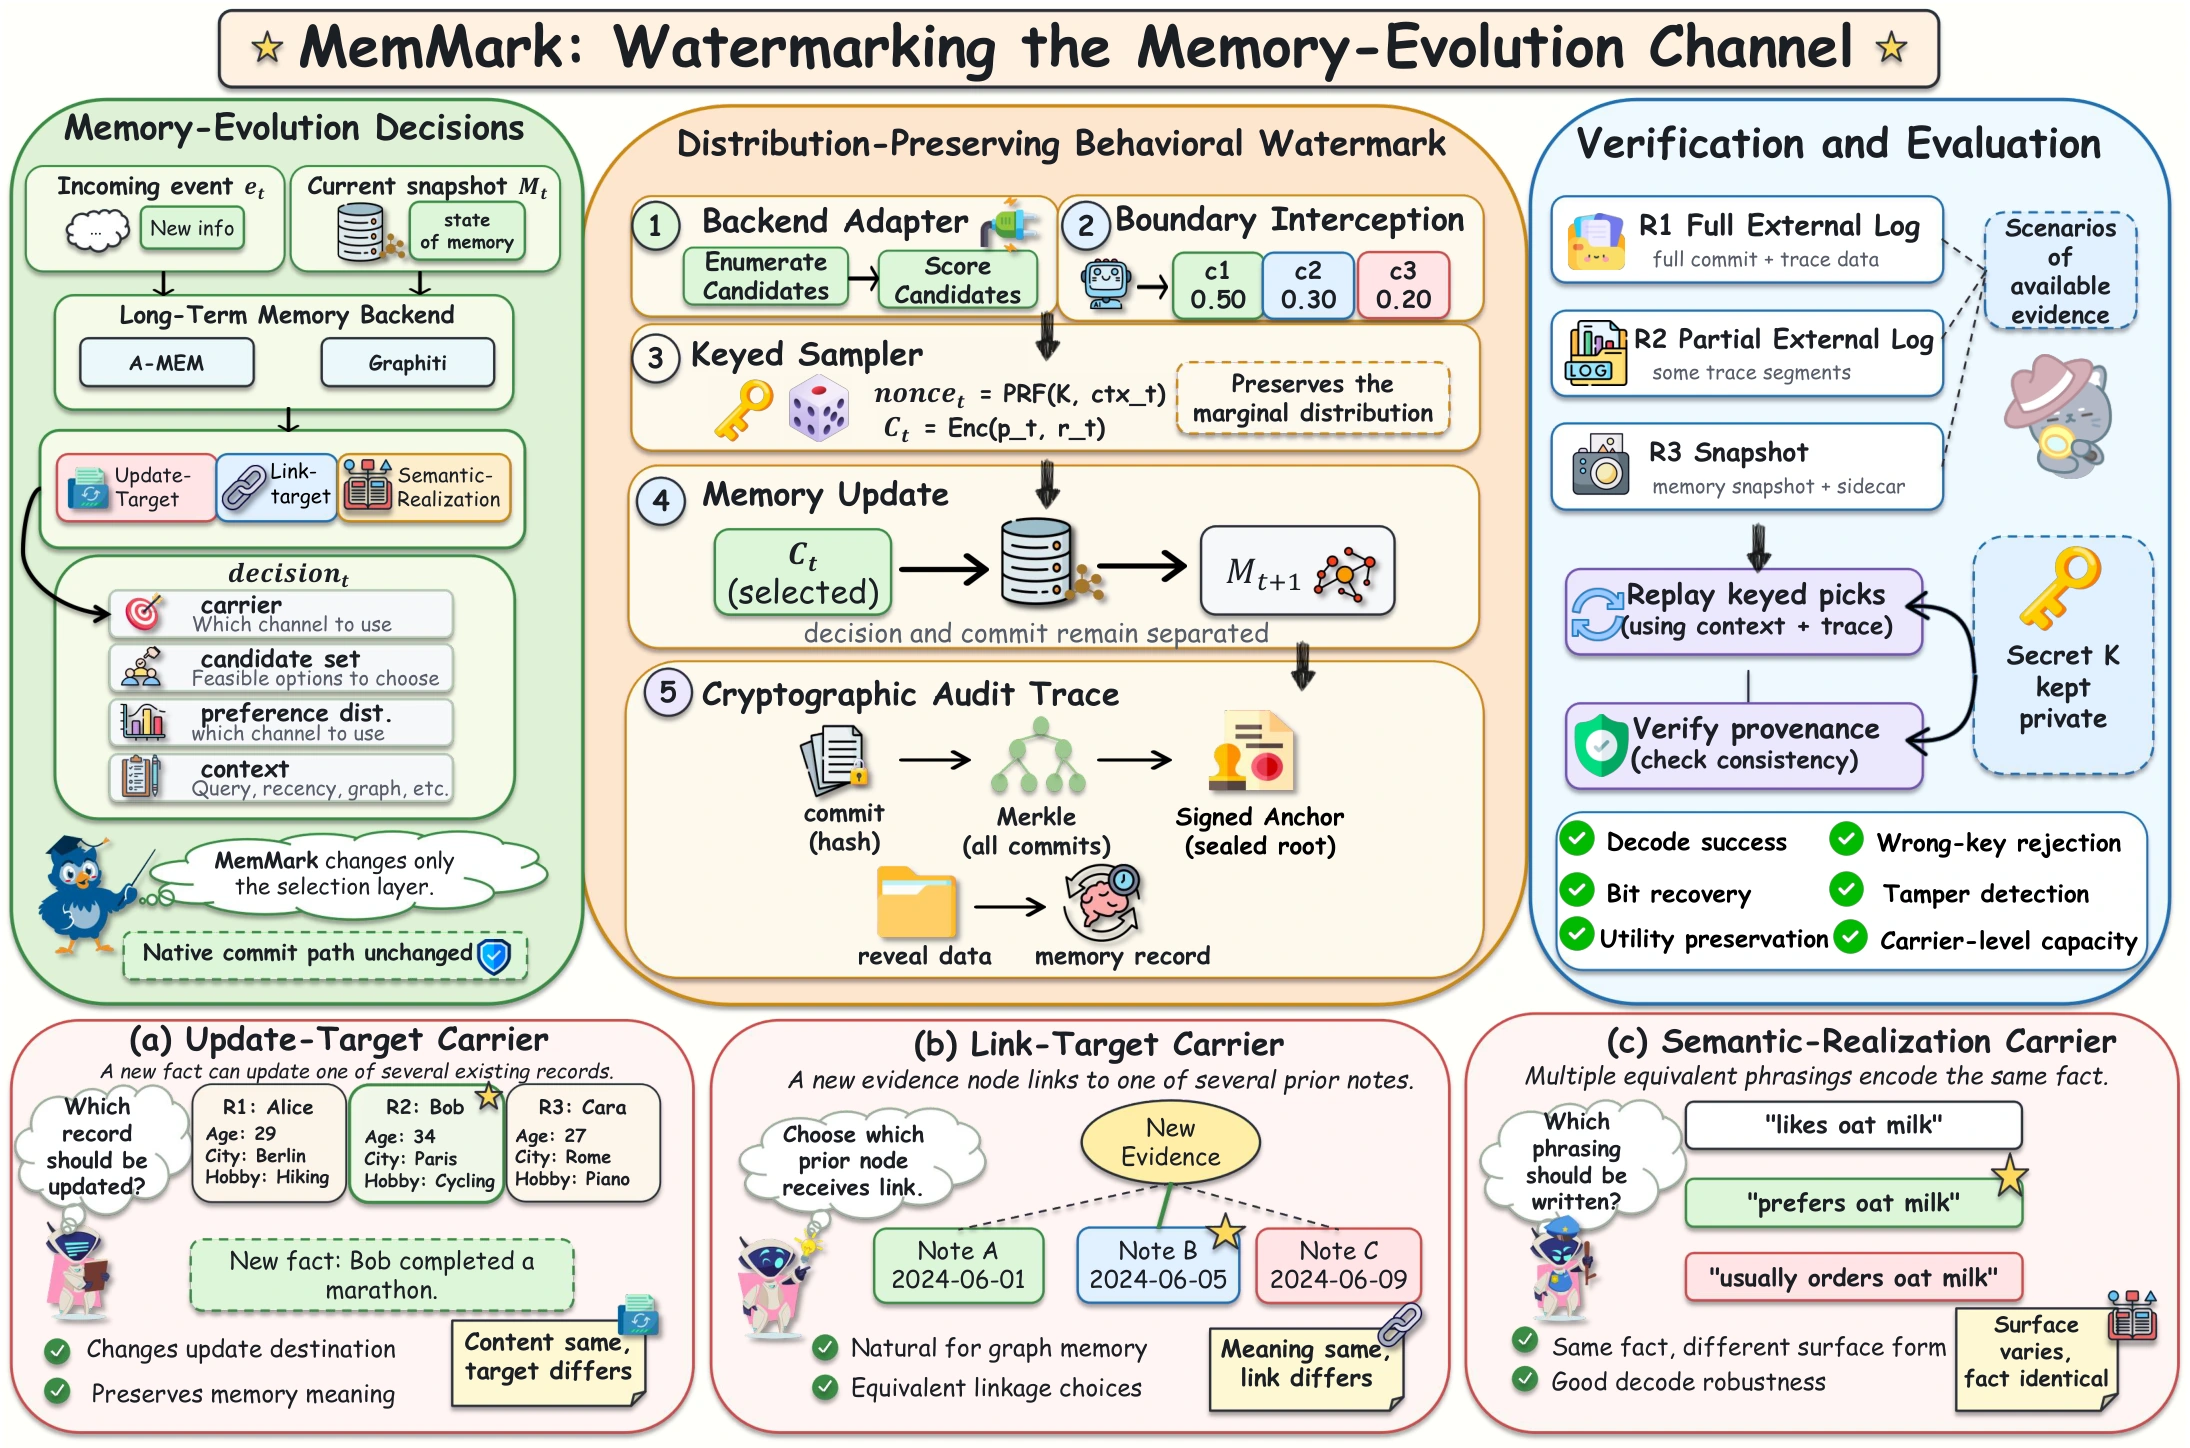 MemMark: Watermarking the Memory-Evolution Channel
Memory-Evolution Decisions
Incoming event e_t
...
New info
Current snapshot M_t
state
of memory
Long-Term Memory Backend
A-MEM
Graphiti
Update-
Target
Link-
target
Semantic-
Realization
decision_t
carrier
Which channel to use
candidate set
Feasible options to choose
preference dist.
which channel to use
context
Query, recency, graph, etc.
MemMark changes only
the selection layer.
Native commit path unchanged
Distribution-Preserving Behavioral Watermark
1
Backend Adapter
Enumerate
Candidates
Score
Candidates
2
Boundary Interception
AI
c1
0.50
c2
0.30
c3
0.20
3
Keyed Sampler
nonce_t = PRF(K, ctx_t)
C_t = Enc(p_t, r_t)
Preserves the
marginal distribution
4
Memory Update
C_t
(selected)
M_{t+1}
decision and commit remain separated
5
Cryptographic Audit Trace
commit
(hash)
Merkle
(all commits)
Signed Anchor
(sealed root)
reveal data
memory record
Verification and Evaluation
R1 Full External Log
full commit + trace data
LOG
R2 Partial External Log
some trace segments
R3 Snapshot
memory snapshot + sidecar
Scenarios
of
available
evidence
Replay keyed picks
(using context + trace)
Verify provenance
(check consistency)
Secret K
kept
private
Decode success
Wrong-key rejection
Bit recovery
Tamper detection
Utility preservation
Carrier-level capacity
(a) Update-Target Carrier
A new fact can update one of several existing records.
Which
record
should be
updated?
R1: Alice
Age: 29
City: Berlin
Hobby: Hiking
R2: Bob
Age: 34
City: Paris
Hobby: Cycling
R3: Cara
Age: 27
City: Rome
Hobby: Piano
New fact: Bob completed a
marathon.
Changes update destination
Preserves memory meaning
Content same,
target differs
(b) Link-Target Carrier
A new evidence node links to one of several prior notes.
Choose which
prior node
receives link.
New
Evidence
Note A
2024-06-01
Note B
2024-06-05
Note C
2024-06-09
Natural for graph memory
Equivalent linkage choices
Meaning same,
link differs
(c) Semantic-Realization Carrier
Multiple equivalent phrasings encode the same fact.
Which
phrasing
should be
written?
"likes oat milk"
"prefers oat milk"
"usually orders oat milk"
Same fact, different surface form
Good decode robustness
Surface
varies,
fact identical